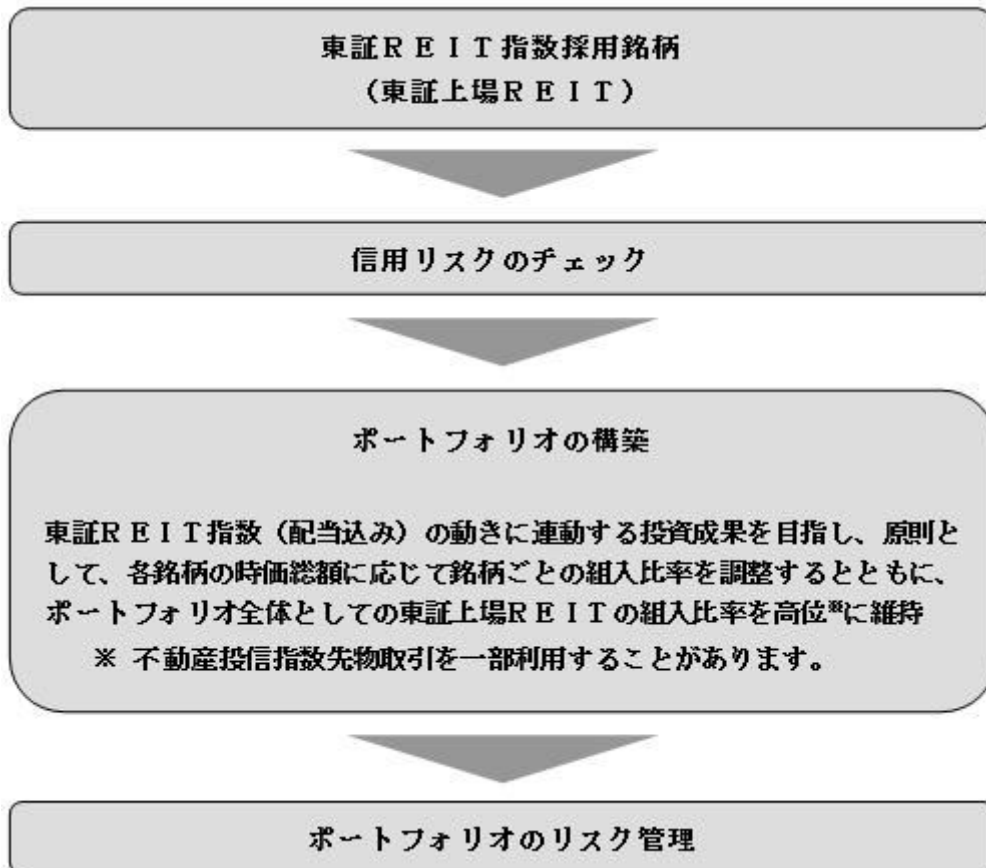 東証ＲＥＩＴ指数採用銘柄
（東証上場ＲＥＩＴ）
信用リスクのチェック
ポートフォリオの構築
東証ＲＥＩＴ指数（配当込み）の動きに連動する投資成果を目指し、原則と
して、各銘柄の時価総額に応じて銘柄ごとの組入比率を調整するとともに、
ポートフォリオ全体としての東証上場ＲＥＩＴの組入比率を高位※に維持
※ 不動産投信指数先物取引を一部利用することがあります。
ポートフォリオのリスク管理